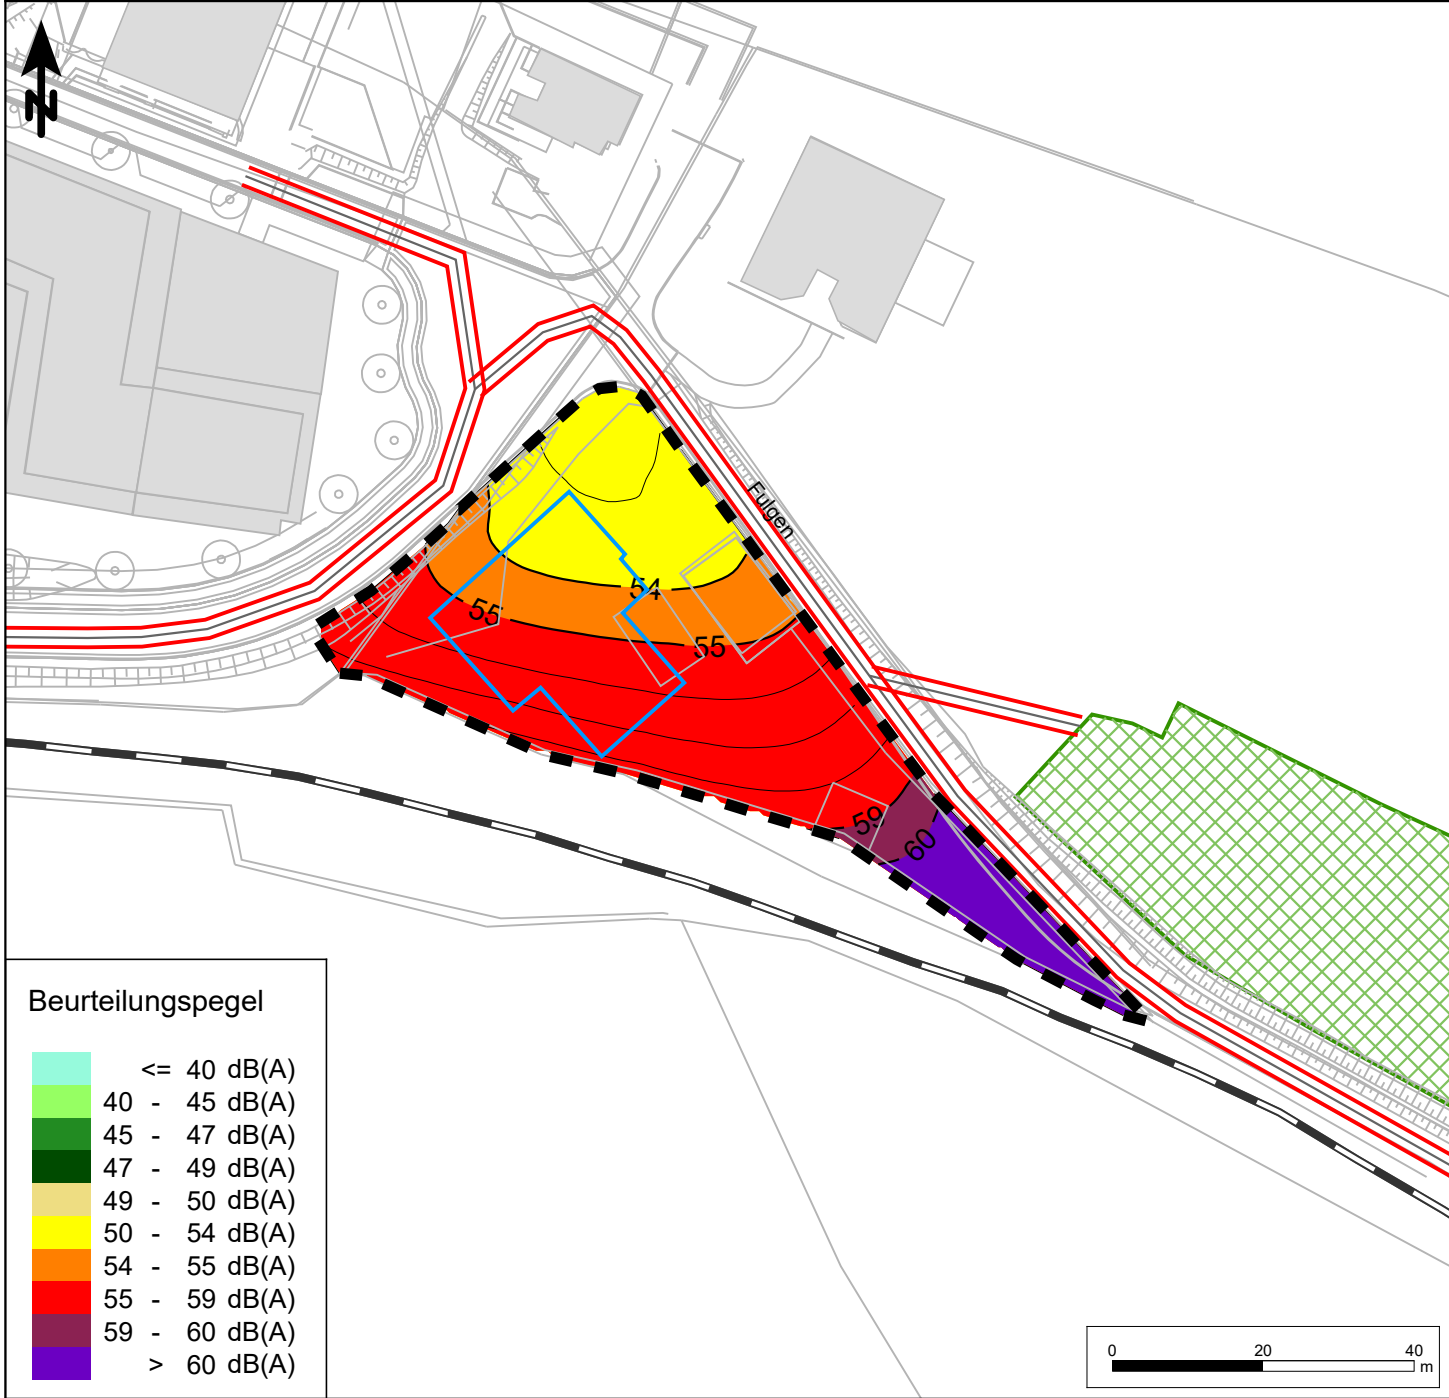 N
Fulgen
54
55
55
59
60
Beurteilungspegel
<= 40 dB(A)
40 - 45 dB(A)
45 - 47 dB(A)
47 - 49 dB(A)
49 - 50 dB(A)
50 - 54 dB(A)
54 - 55 dB(A)
55 - 59 dB(A)
59 - 60 dB(A)
> 60 dB(A)
0 20 40
m